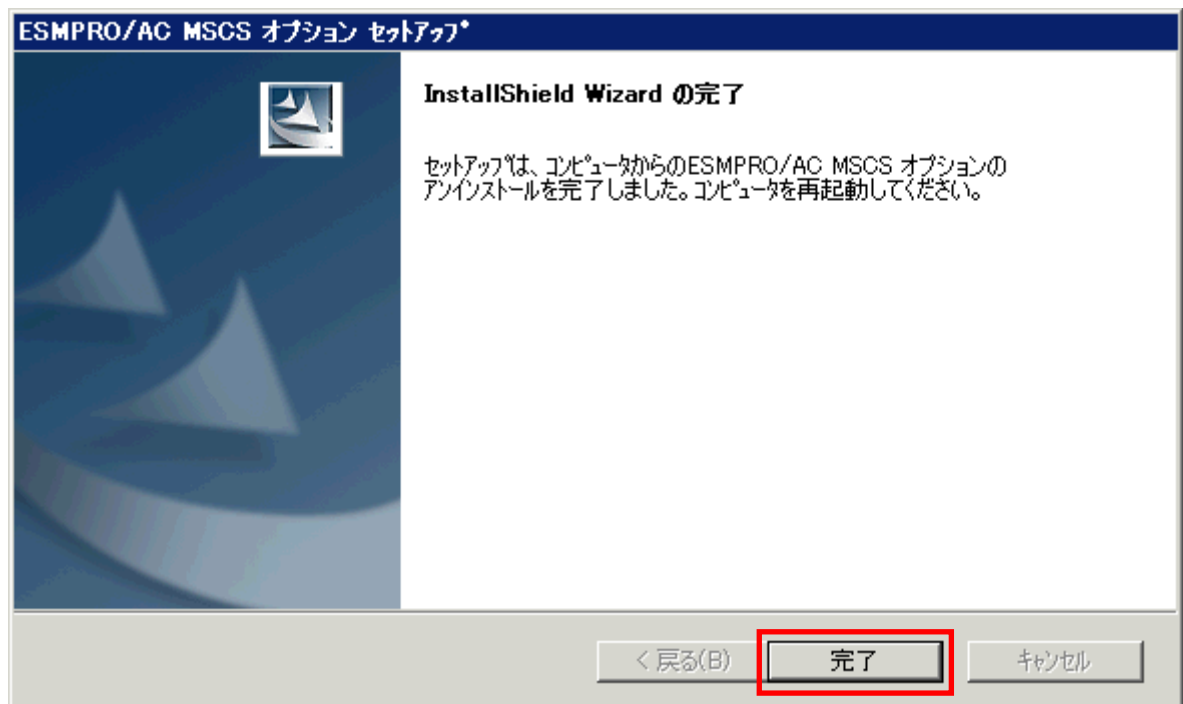 ESMPRO/AC MSCS オプション セットアップ
InstallShield Wizard の完了
セットアップは、コンピュータからのESMPRO/AC MSCS オプションの
アンインストールを完了しました。コンピュータを再起動してください。
< 戻る(B)
完了
キャンセル